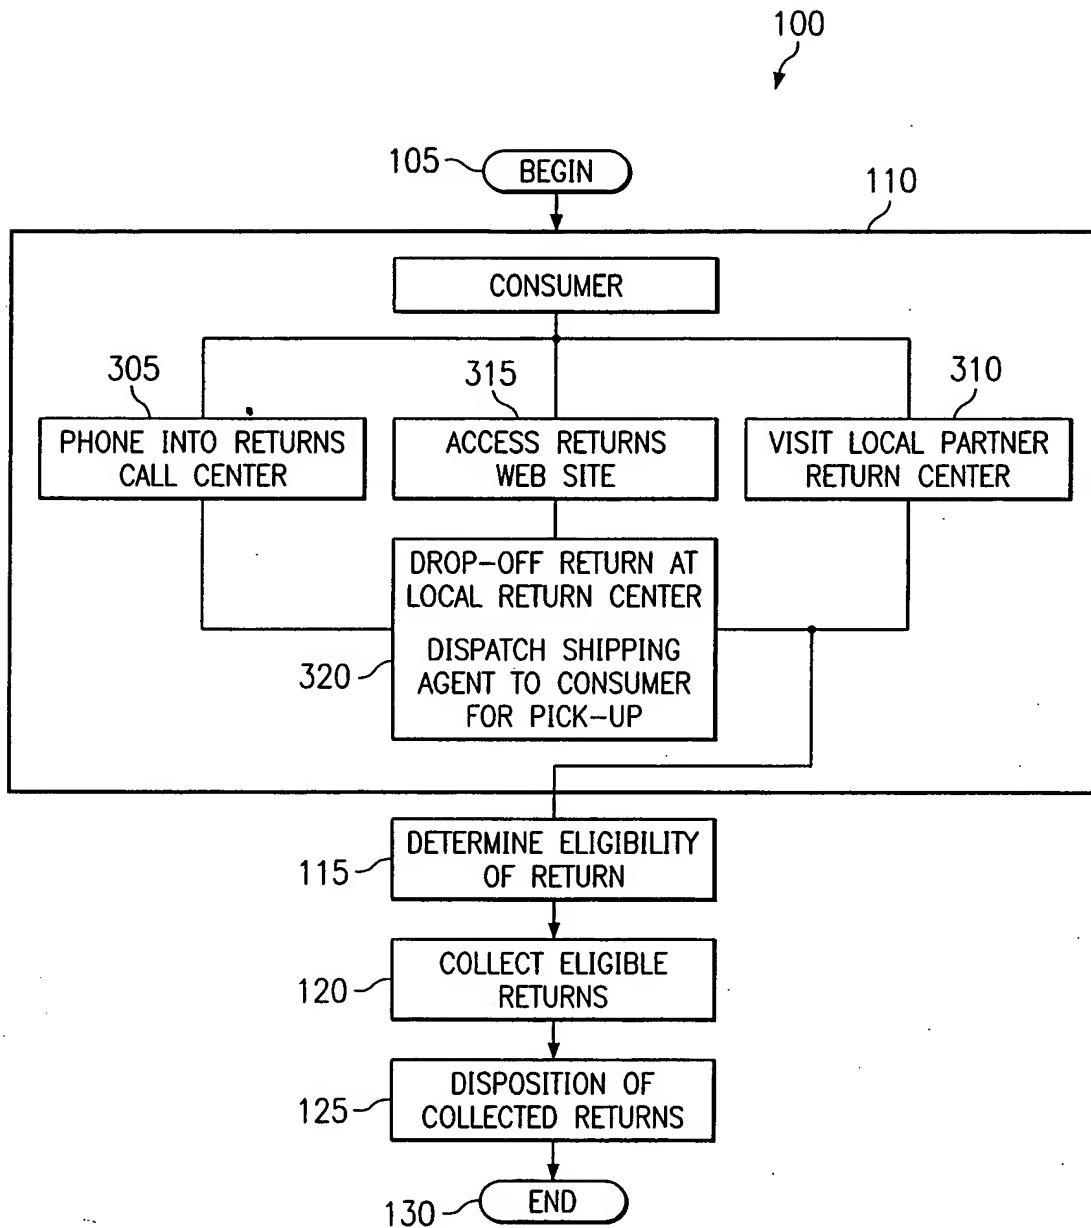 100
105
BEGIN
110
CONSUMER
305
315
310
PHONE INTO RETURNS
CALL CENTER
ACCESS RETURNS
WEB SITE
VISIT LOCAL PARTNER
RETURN CENTER
DROP-OFF RETURN AT
LOCAL RETURN CENTER
320
DISPATCH SHIPPING
AGENT TO CONSUMER
FOR PICK-UP
115
DETERMINE ELIGIBILITY
OF RETURN
120
COLLECT ELIGIBLE
RETURNS
125
DISPOSITION OF
COLLECTED RETURNS
130
END